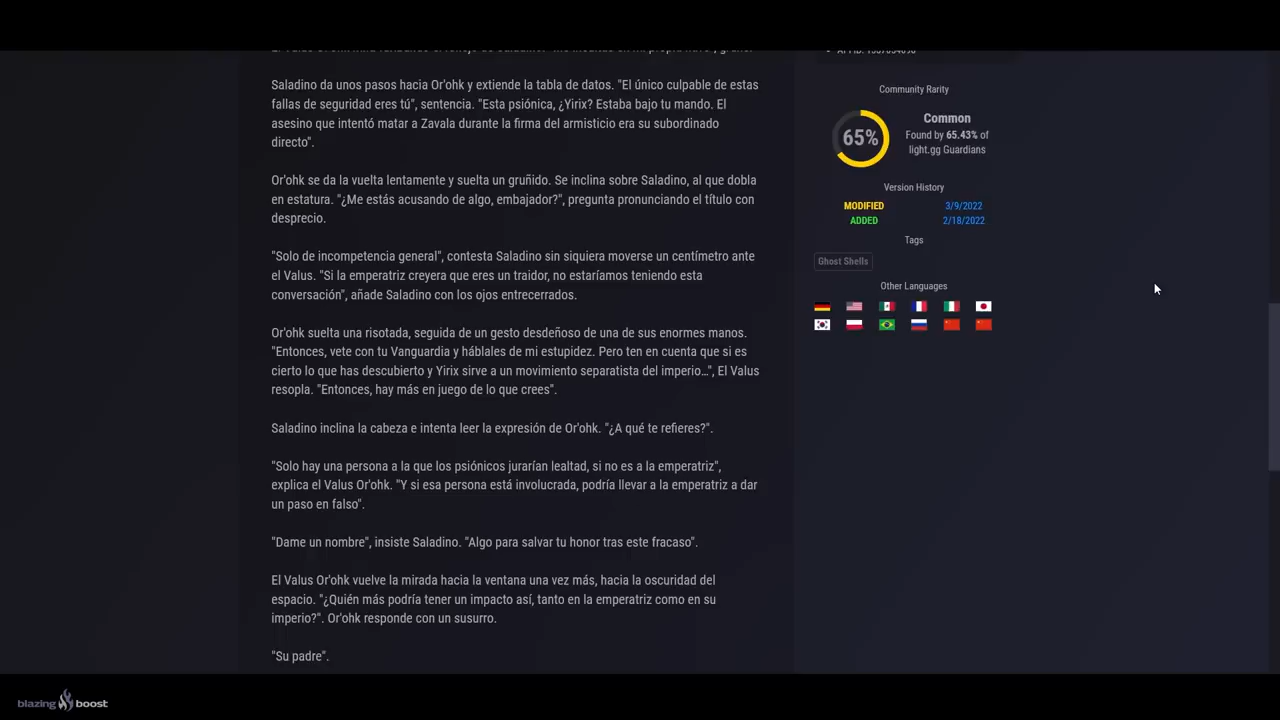 Saladino da unos pasos hacia Or'ohk y extiende la tabla de datos. "El único culpable de estas
fallas de seguridad eres tú", sentencia. "Esta psiónica, ¿Yirix? Estaba bajo tu mando. El
asesino que intentó matar a Zavala durante la firma del armisticio era su subordinado
directo".
Or'ohk se da la vuelta lentamente y suelta un gruñido. Se inclina sobre Saladino, al que dobla
en estatura. "¿Me estás acusando de algo, embajador?", pregunta pronunciando el título con
desprecio.
"Solo de incompetencia general", contesta Saladino sin siquiera moverse un centímetro ante
el Valus. "Si la emperatriz creyera que eres un traidor, no estaríamos teniendo esta
conversación", añade Saladino con los ojos entrecerrados.
Or'ohk suelta una risotada, seguida de un gesto desdeñoso de una de sus enormes manos.
"Entonces, vete con tu Vanguardia y háblales de mi estupidez. Pero ten en cuenta que si es
cierto lo que has descubierto y Yirix sirve a un movimiento separatista del imperio…", El Valus
resopla. "Entonces, hay más en juego de lo que crees".
Saladino inclina la cabeza e intenta leer la expresión de Or'ohk. "¿A qué te refieres?".
"Solo hay una persona a la que los psiónicos jurarían lealtad, si no es a la emperatriz",
explica el Valus Or'ohk. "Y si esa persona está involucrada, podría llevar a la emperatriz a dar
un paso en falso".
"Dame un nombre", insiste Saladino. "Algo para salvar tu honor tras este fracaso".
El Valus Or'ohk vuelve la mirada hacia la ventana una vez más, hacia la oscuridad del
espacio. "¿Quién más podría tener un impacto así, tanto en la emperatriz como en su
imperio?". Or'ohk responde con un susurro.
"Su padre".
Community Rarity
65%
Common
Found by 65.43% of
light.gg Guardians
Version History
MODIFIED 3/9/2022
ADDED 2/18/2022
Tags
Ghost Shells
Other Languages
blazing boost